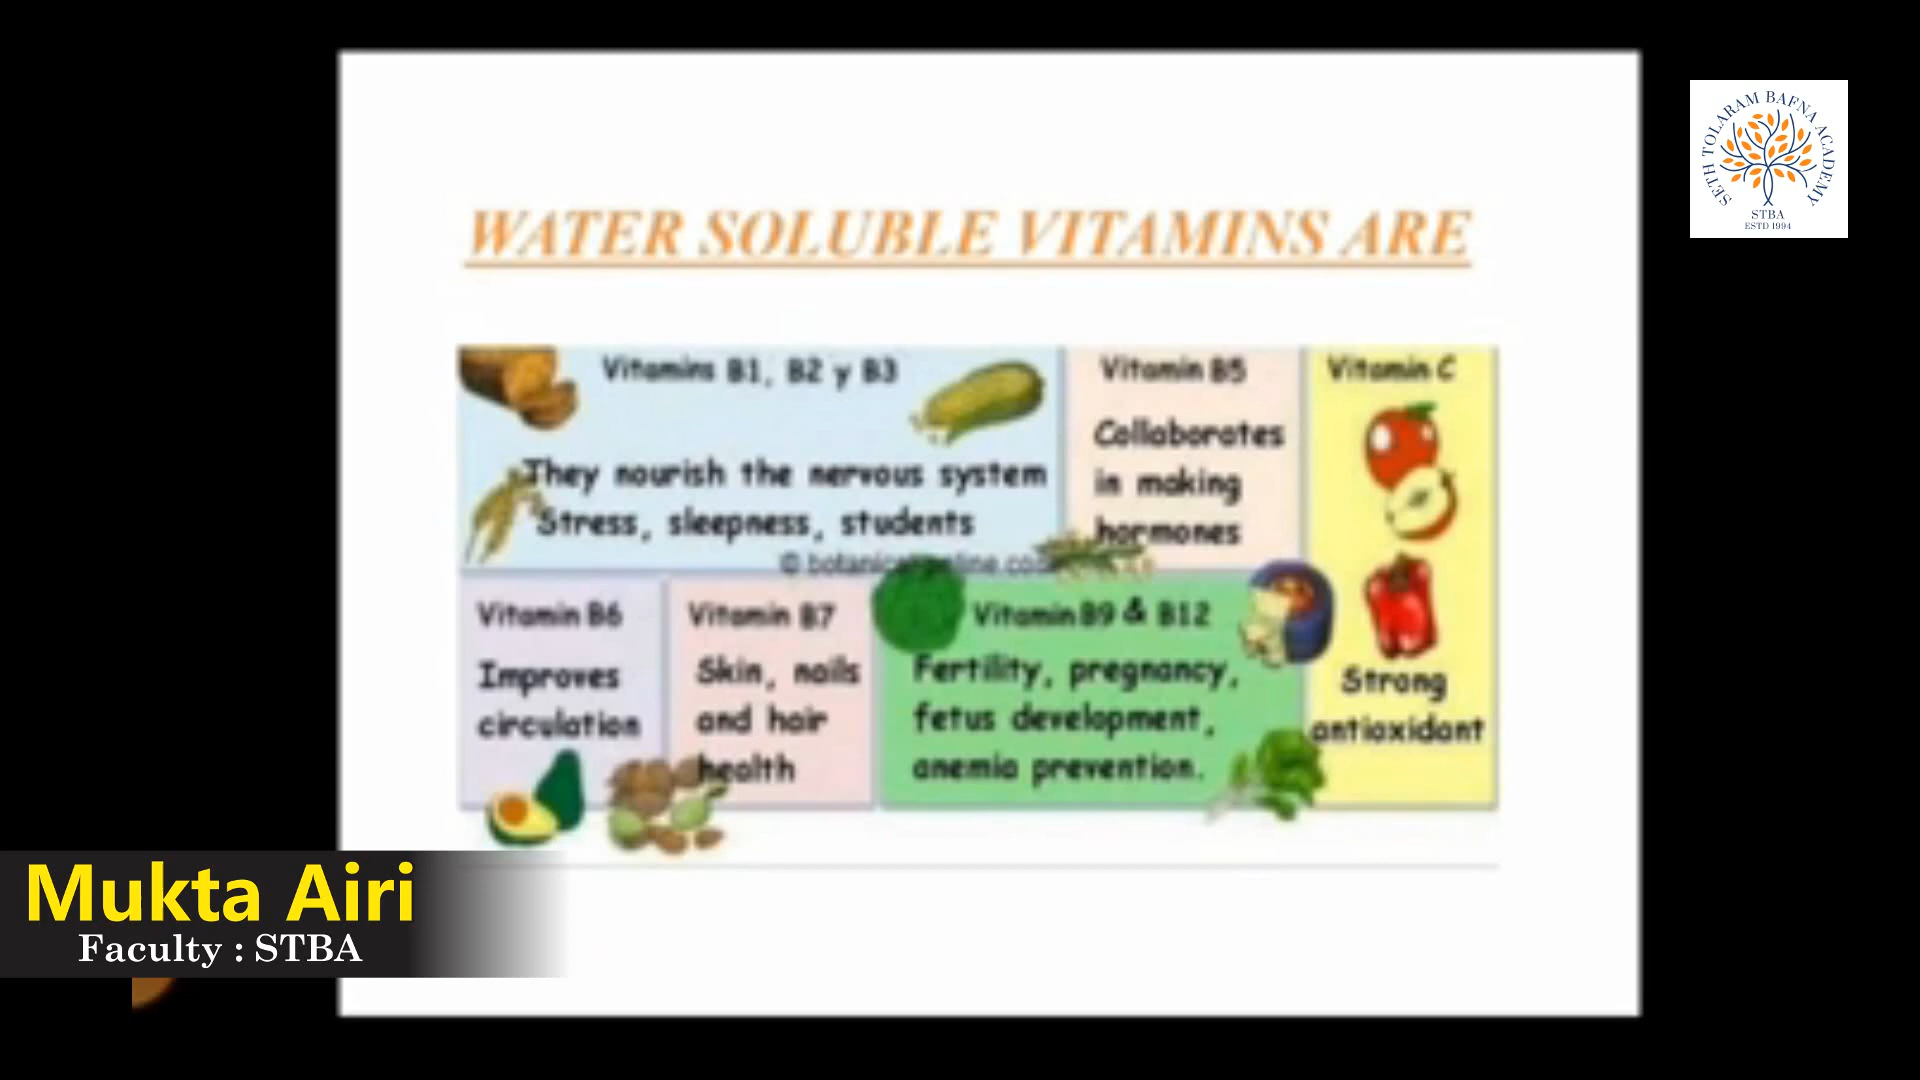 SETH TOLARAM BAFNA ACADEMY
STBA
ESTD 1994
WATER SOLUBLE VITAMINS ARE
Vitamins B1, B2 y B3
They nourish the nervous system
Stress, sleepness, students
Vitamin B5
Collaborates
in making
hormones
Vitamin C
Strong
antioxidant
Vitamin B6
Improves
circulation
Vitamin B7
Skin, nails
and hair
health
Vitamin B9 & B12
Fertility, pregnancy,
fetus development,
anemia prevention.
Mukta Airi
Faculty : STBA